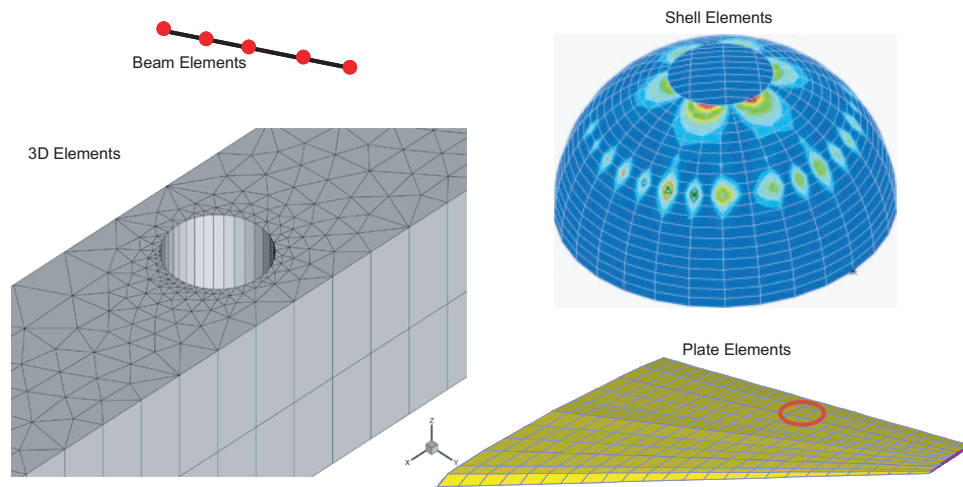 Shell Elements
Beam Elements
3D Elements
Plate Elements
Z
X
Y